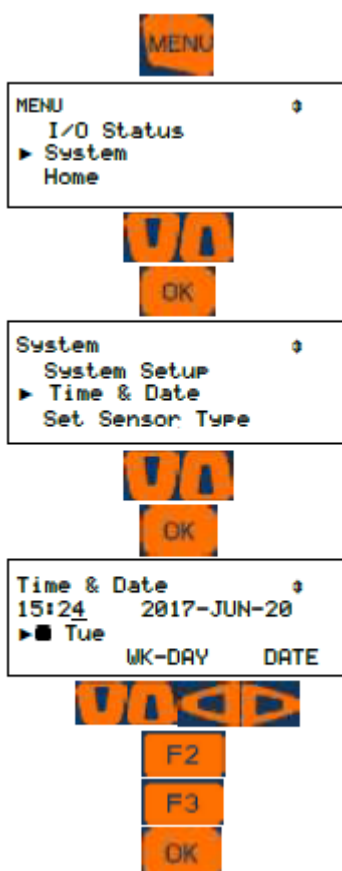 MENU
MENU
I/O Status
► System
Home
OK
System
System Setup
► Time & Date
Set Sensor Type
OK
Time & Date
15:24 2017-JUN-20
►■ Tue
WK-DAY DATE
F2
F3
OK